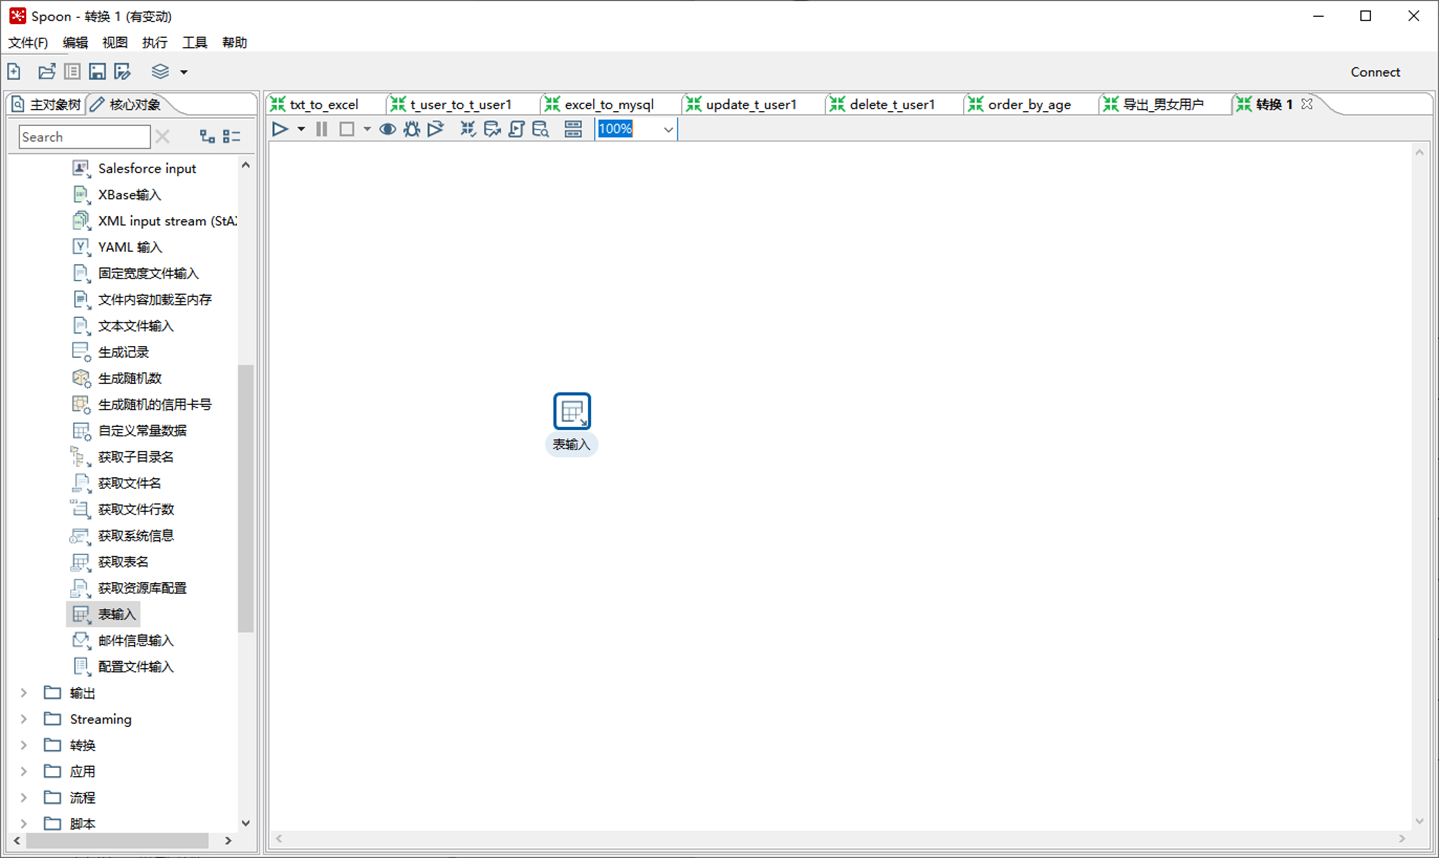 Spoon - 转换 1 (有变动)
文件(F) 编辑 视图 执行 工具 帮助
Connect
主对象树 核心对象
txt_to_excel t_user_to_t_user1 excel_to_mysql update_t_user1 delete_t_user1 order_by_age 导出_男女用户 转换 1
Search
100%
Salesforce input
XBase输入
XML input stream (StAX
YAML 输入
固定宽度文件输入
文件内容加载至内存
文本文件输入
生成记录
生成随机数
生成随机的信用卡号
自定义常量数据
获取子目录名
获取文件名
获取文件行数
获取系统信息
获取表名
获取资源库配置
表输入
邮件信息输入
配置文件输入
输出
Streaming
转换
应用
流程
脚本
表输入